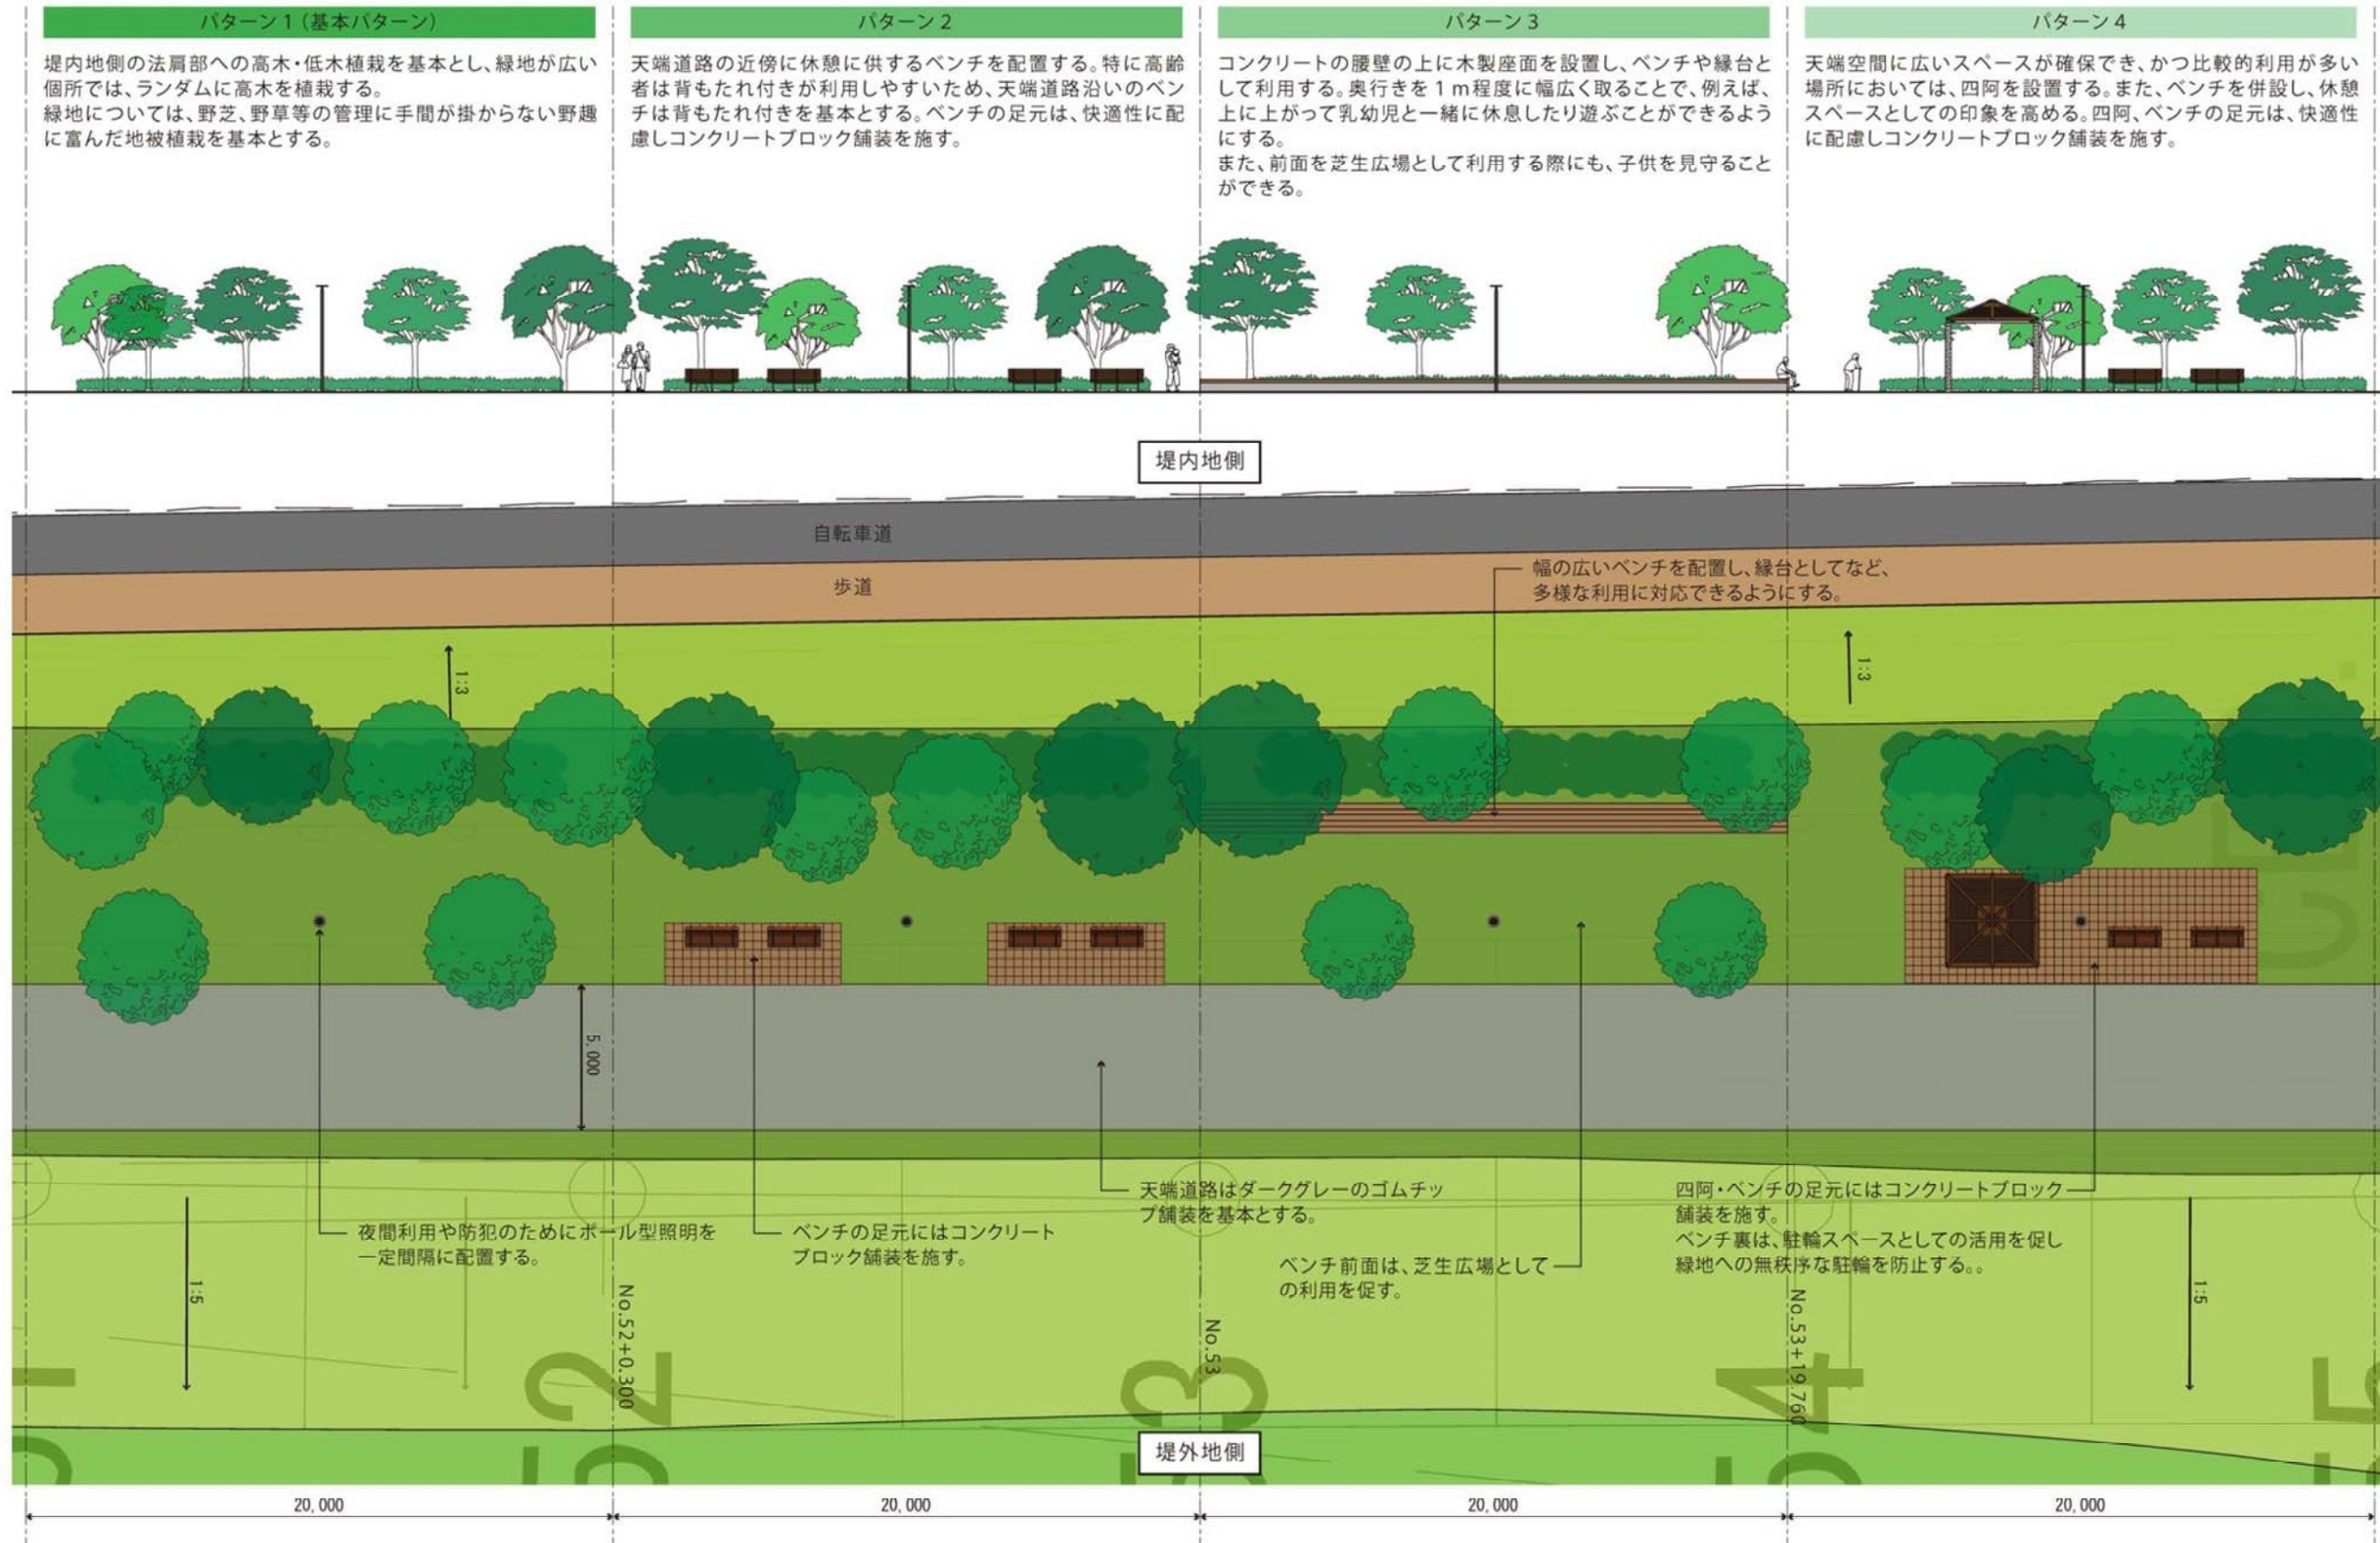 パターン1（基本パターン）
堤内地側の法肩部への高木・低木植栽を基本とし、緑地が広い
個所では、ランダムに高木を植栽する。
緑地については、野芝、野草等の管理に手間が掛からない野趣
に富んだ地被植栽を基本とする。
パターン2
天端道路の近傍に休憩に供するベンチを配置する。特に高齢
者は背もたれ付きが利用しやすいため、天端道路沿いのベン
チは背もたれ付きを基本とする。ベンチの足元は、快適性に配
慮しコンクリートブロック舗装を施す。
パターン3
コンクリートの腰壁の上に木製座面を設置し、ベンチや縁台と
して利用する。奥行きを1m程度に幅広く取ることで、例えば、
上に上がって乳幼児と一緒に休息したり遊ぶことができるよう
にする。
また、前面を芝生広場として利用する際にも、子供を見守ること
ができる。
パターン4
天端空間に広いスペースが確保でき、かつ比較的利用が多い
場所においては、四阿を設置する。また、ベンチを併設し、休憩
スペースとしての印象を高める。四阿、ベンチの足元は、快適性
に配慮しコンクリートブロック舗装を施す。
堤内地側
自転車道
歩道
幅の広いベンチを配置し、縁台としてなど、
多様な利用に対応できるようにする。
1:3
1:3
5,000
夜間利用や防犯のためにポール型照明を
一定間隔に配置する。
ベンチの足元にはコンクリート
ブロック舗装を施す。
天端道路はダークグレーのゴムチッ
プ舗装を基本とする。
ベンチ前面は、芝生広場として
の利用を促す。
四阿・ベンチの足元にはコンクリートブロック
舗装を施す。
ベンチ裏は、駐輪スペースとしての活用を促し
緑地への無秩序な駐輪を防止する。。
1:5
No.52+0.300
No.53
No.53+19.760
1:5
52
53
54
堤外地側
20,000
20,000
20,000
20,000